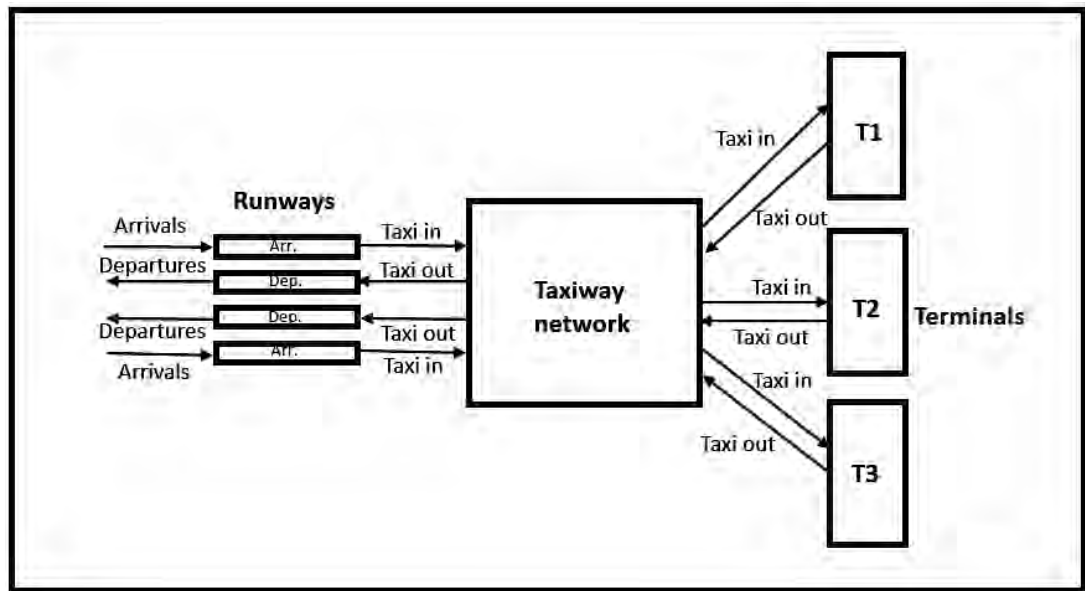 Runways
Arrivals
Arr.
Taxi in
Departures
Dep.
Taxi out
Departures
Dep.
Taxi out
Arrivals
Arr.
Taxi in
Taxiway
network
Taxi in
Taxi out
T1
Taxi in
Taxi out
T2
Terminals
Taxi in
Taxi out
T3